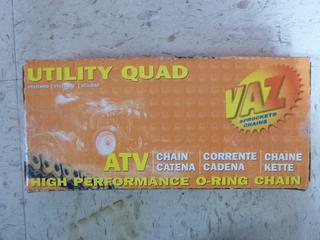 UTILITY QUAD
VAZ
SPROCKETS
CHAINS
ATV
CHAIN CORRENTE CHAINE
CATENA CADENA KETTE
HIGH PERFORMANCE O-RING CHAIN